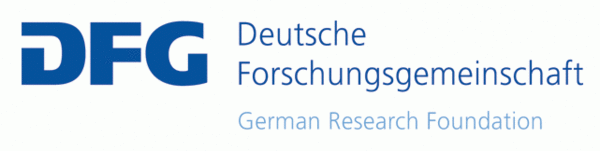 DFG
Deutsche
Forschungsgemeinschaft
German Research Foundation